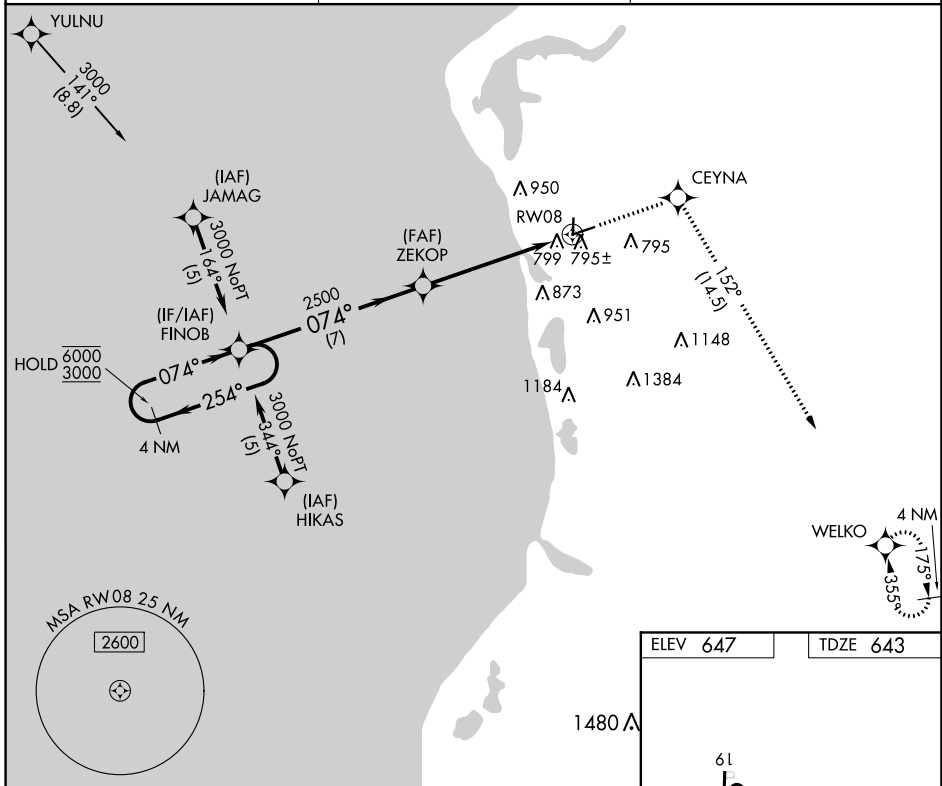 YULNU
3000
141°
(8.8)
(IAF)
JAMAG
3000 NoPT
164°
(5)
(IF/IAF)
FINOB
HOLD 6000
3000
074°
254°
4 NM
3000 NoPT
344°
(5)
(IAF)
HIKAS
2500
074°
(7)
(FAF)
ZEKOP
950
RW08
799 795±
795
CEYNA
873
951
1148
1184
1384
152°
(14.5)
WELKO
4 NM
175°
355°
MSA RW08 25 NM
2600
1480
ELEV 647
TDZE 643
19